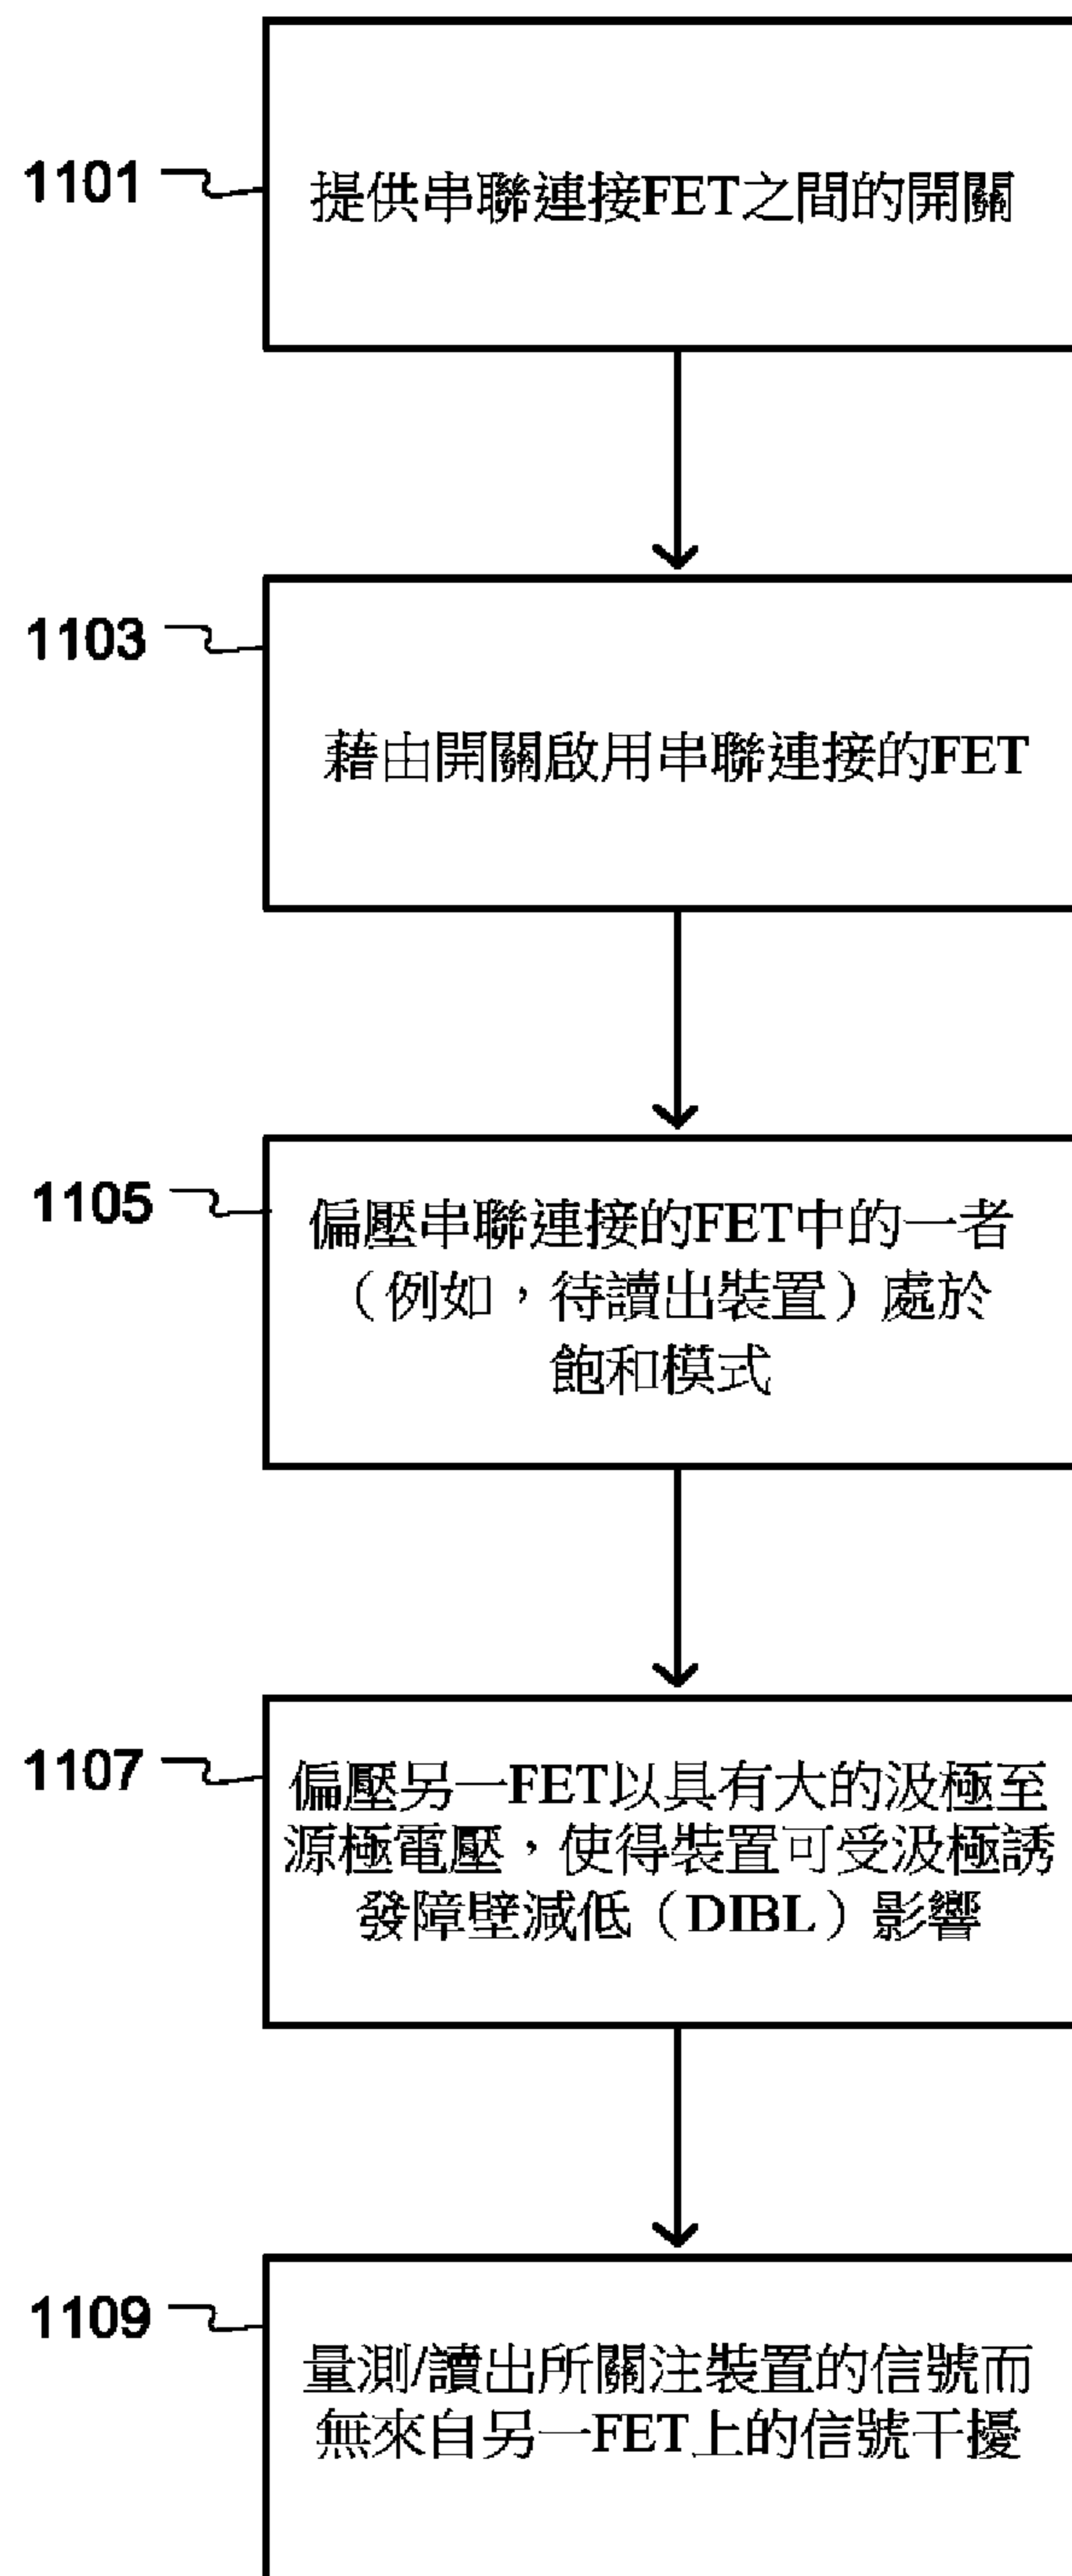 1101
提供串聯連接FET之間的開關
1103
藉由開關啟用串聯連接的FET
1105
偏壓串聯連接的FET中的一者
（例如，待讀出裝置）處於
飽和模式
1107
偏壓另一FET以具有大的汲極至
源極電壓，使得裝置可受汲極誘
發障壁減低（DIBL）影響
1109
量測/讀出所關注裝置的信號而
無來自另一FET上的信號干擾